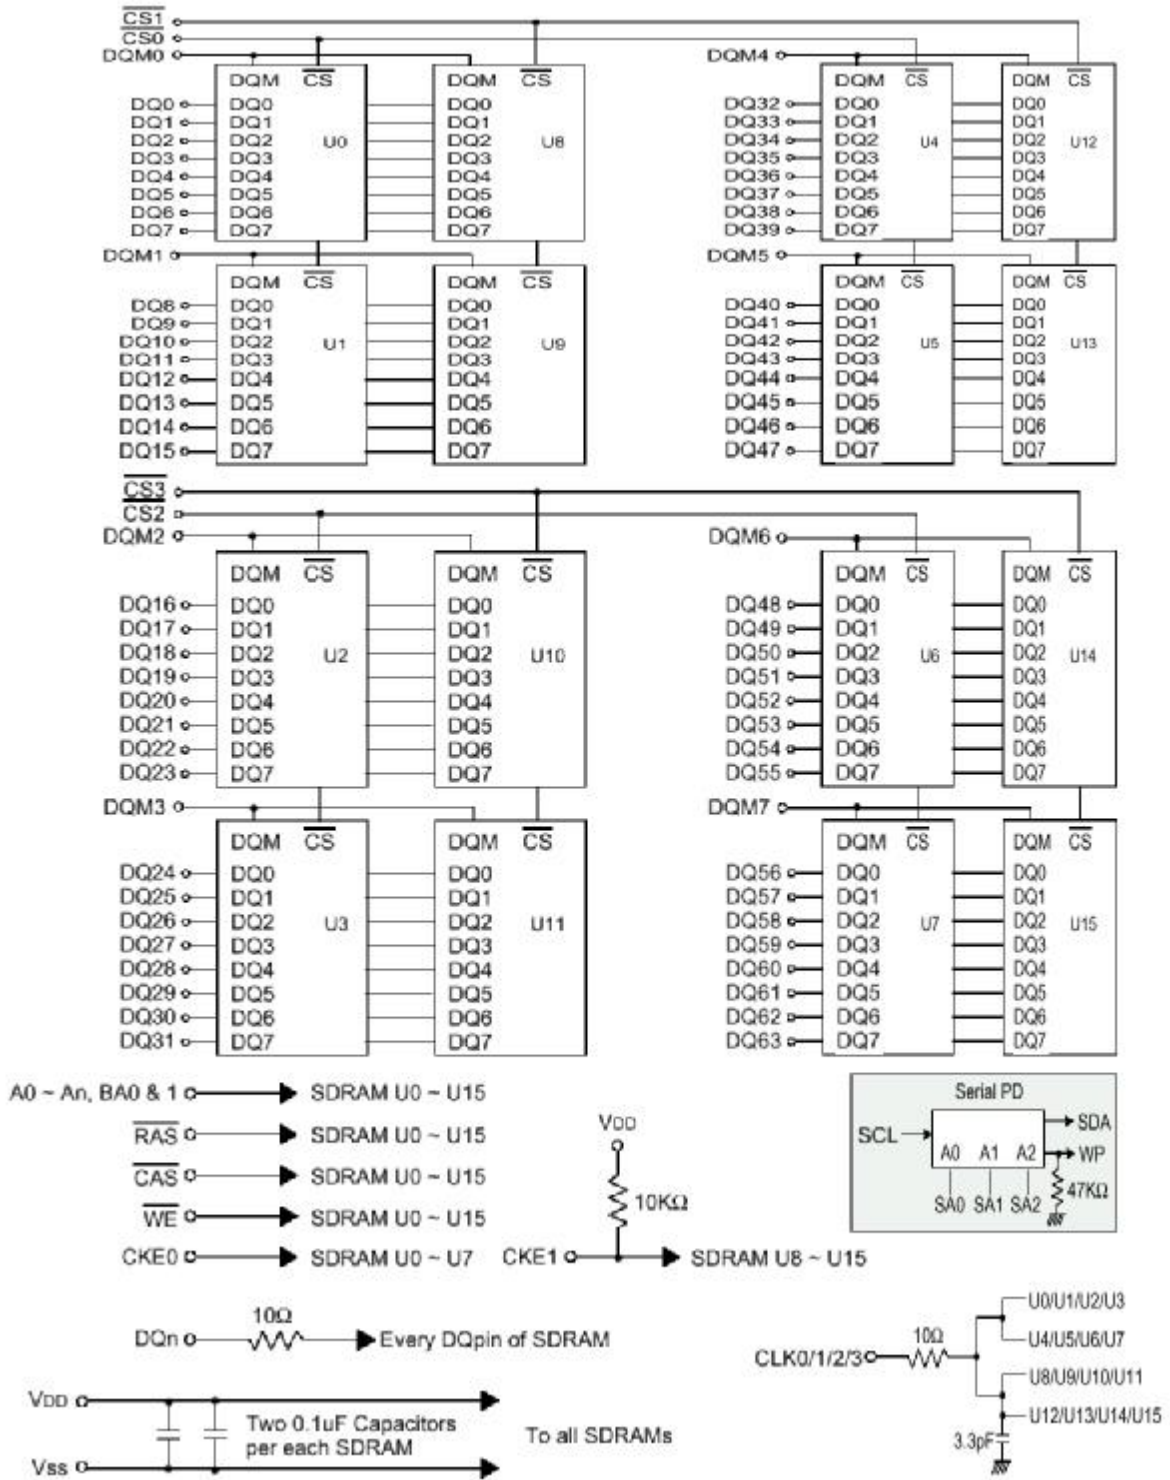 CS1
CS0
DQM0 DQM4
DQM CS DQM DQM CS DQM
DQ0 DQ0 DQ0 DQ32 DQ0 DQ0
DQ1 DQ1 DQ1 DQ33 DQ1 DQ1
DQ2 DQ2 U0 DQ2 U8 DQ34 DQ2 U4 DQ2 U12
DQ3 DQ3 DQ3 DQ35 DQ3 DQ3
DQ4 DQ4 DQ4 DQ36 DQ4 DQ4
DQ5 DQ5 DQ5 DQ37 DQ5 DQ5
DQ6 DQ6 DQ6 DQ38 DQ6 DQ6
DQ7 DQ7 DQ7 DQ39 DQ7 DQ7
DQM1 DQM5
DQM CS DQM CS DQM CS DQM CS
DQ8 DQ0 DQ0 DQ40 DQ0 DQ0
DQ9 DQ1 DQ1 DQ41 DQ1 DQ1
DQ10 DQ2 U1 DQ2 U9 DQ42 DQ2 U5 DQ2 U13
DQ11 DQ3 DQ3 DQ43 DQ3 DQ3
DQ12 DQ4 DQ4 DQ44 DQ4 DQ4
DQ13 DQ5 DQ5 DQ45 DQ5 DQ5
DQ14 DQ6 DQ6 DQ46 DQ6 DQ6
DQ15 DQ7 DQ7 DQ47 DQ7 DQ7
CS3
CS2
DQM2 DQM6
DQM CS DQM CS DQM CS DQM CS
DQ16 DQ0 DQ0 DQ48 DQ0 DQ0
DQ17 DQ1 DQ1 DQ49 DQ1 DQ1
DQ18 DQ2 U2 DQ2 U10 DQ50 DQ2 U6 DQ2 U14
DQ19 DQ3 DQ3 DQ51 DQ3 DQ3
DQ20 DQ4 DQ4 DQ52 DQ4 DQ4
DQ21 DQ5 DQ5 DQ53 DQ5 DQ5
DQ22 DQ6 DQ6 DQ54 DQ6 DQ6
DQ23 DQ7 DQ7 DQ55 DQ7 DQ7
DQM3 DQM7
DQM CS DQM CS DQM CS DQM CS
DQ24 DQ0 DQ0 DQ56 DQ0 DQ0
DQ25 DQ1 DQ1 DQ57 DQ1 DQ1
DQ26 DQ2 U3 DQ2 U11 DQ58 DQ2 U7 DQ2 U15
DQ27 DQ3 DQ3 DQ59 DQ3 DQ3
DQ28 DQ4 DQ4 DQ60 DQ4 DQ4
DQ29 DQ5 DQ5 DQ61 DQ5 DQ5
DQ30 DQ6 DQ6 DQ62 DQ6 DQ6
DQ31 DQ7 DQ7 DQ63 DQ7 DQ7
A0 ~ An, BA0 & 1 SDRAM U0 ~ U15
RAS SDRAM U0 ~ U15
CAS SDRAM U0 ~ U15
WE SDRAM U0 ~ U15
CKE0 SDRAM U0 ~ U7
VDD
10KΩ
CKE1 SDRAM U8 ~ U15
Serial PD
SCL SDA
A0 A1 A2 WP
SA0 SA1 SA2 47KΩ
10Ω
DQn Every DQpin of SDRAM
U0/U1/U2/U3
10Ω
U4/U5/U6/U7
CLK0/1/2/3
U8/U9/U10/U11
U12/U13/U14/U15
3.3pF
VDD
Two 0.1uF Capacitors
per each SDRAM
To all SDRAMs
Vss